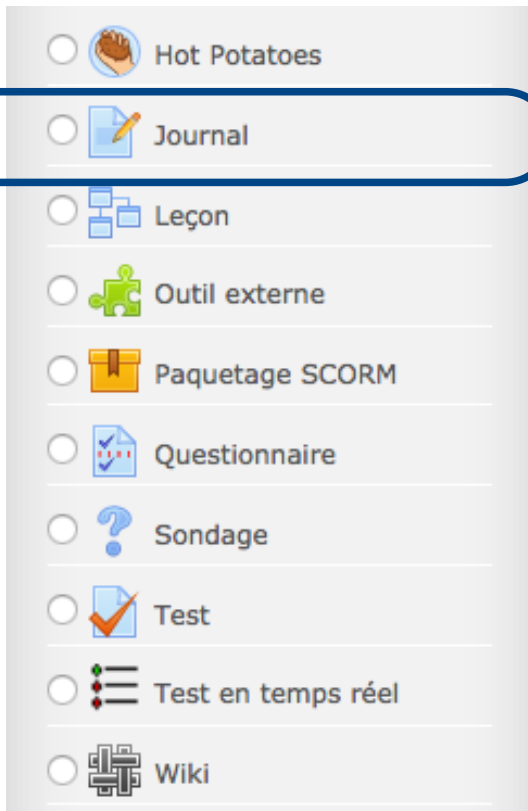 Hot Potatoes
Journal
Leçon
Outil externe
Paquetage SCORM
Questionnaire
Sondage
Test
Test en temps réel
Wiki